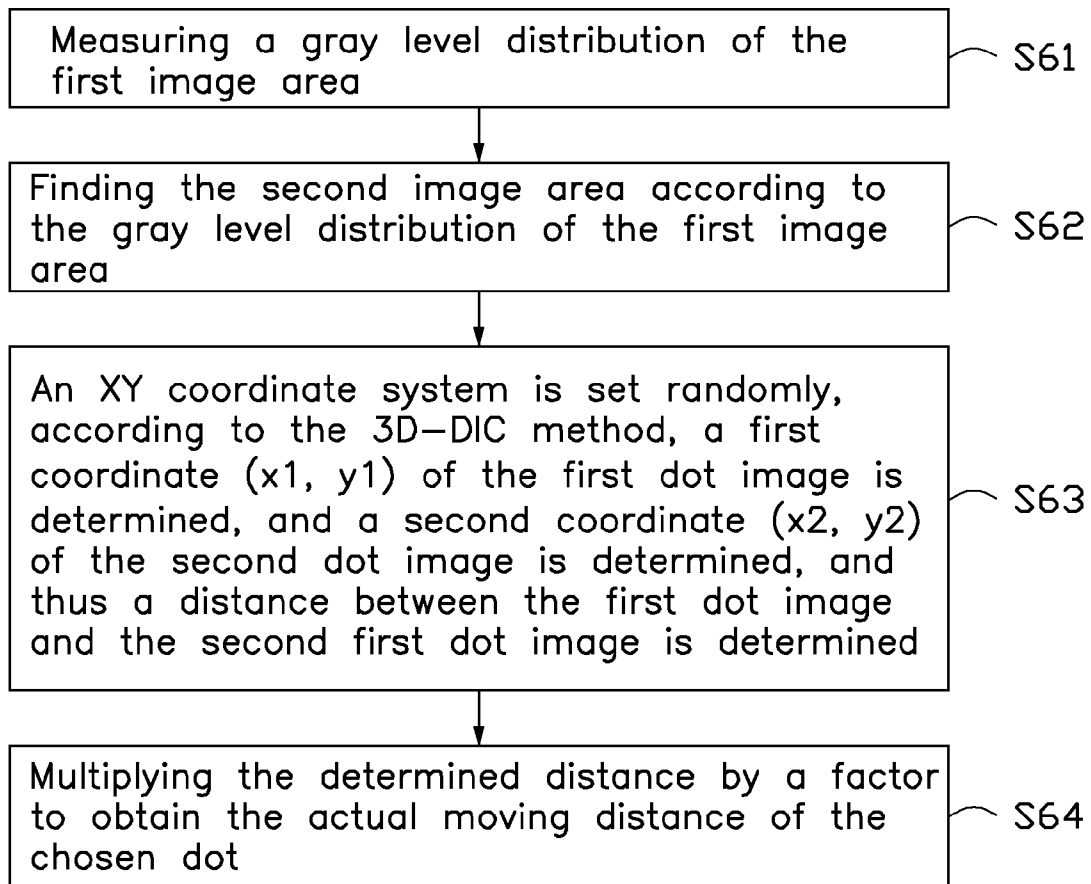 Measuring a gray level distribution of the
first image area
S61
Finding the second image area according to
the gray level distribution of the first image
area
S62
An XY coordinate system is set randomly,
according to the 3D-DIC method, a first
coordinate (x1, y1) of the first dot image is
determined, and a second coordinate (x2, y2)
of the second dot image is determined, and
thus a distance between the first dot image
and the second first dot image is determined
S63
Multiplying the determined distance by a factor
to obtain the actual moving distance of the
chosen dot
S64